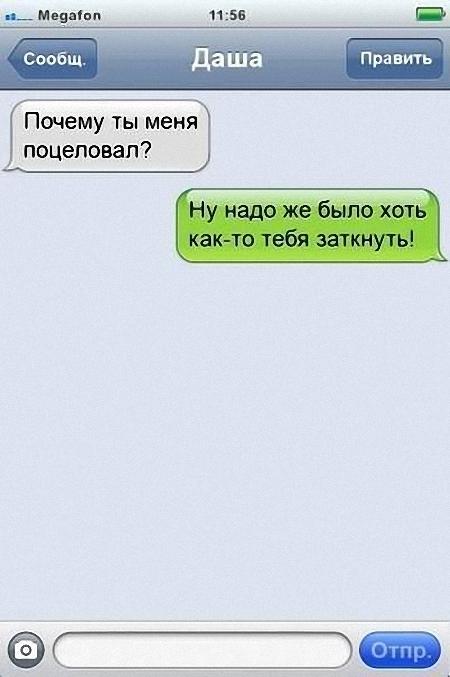 Megafon 11:56
Сообщ. Даша Править
Почему ты меня
поцеловал?
Ну надо же было хоть
как-то тебя заткнуть!
Отпр.